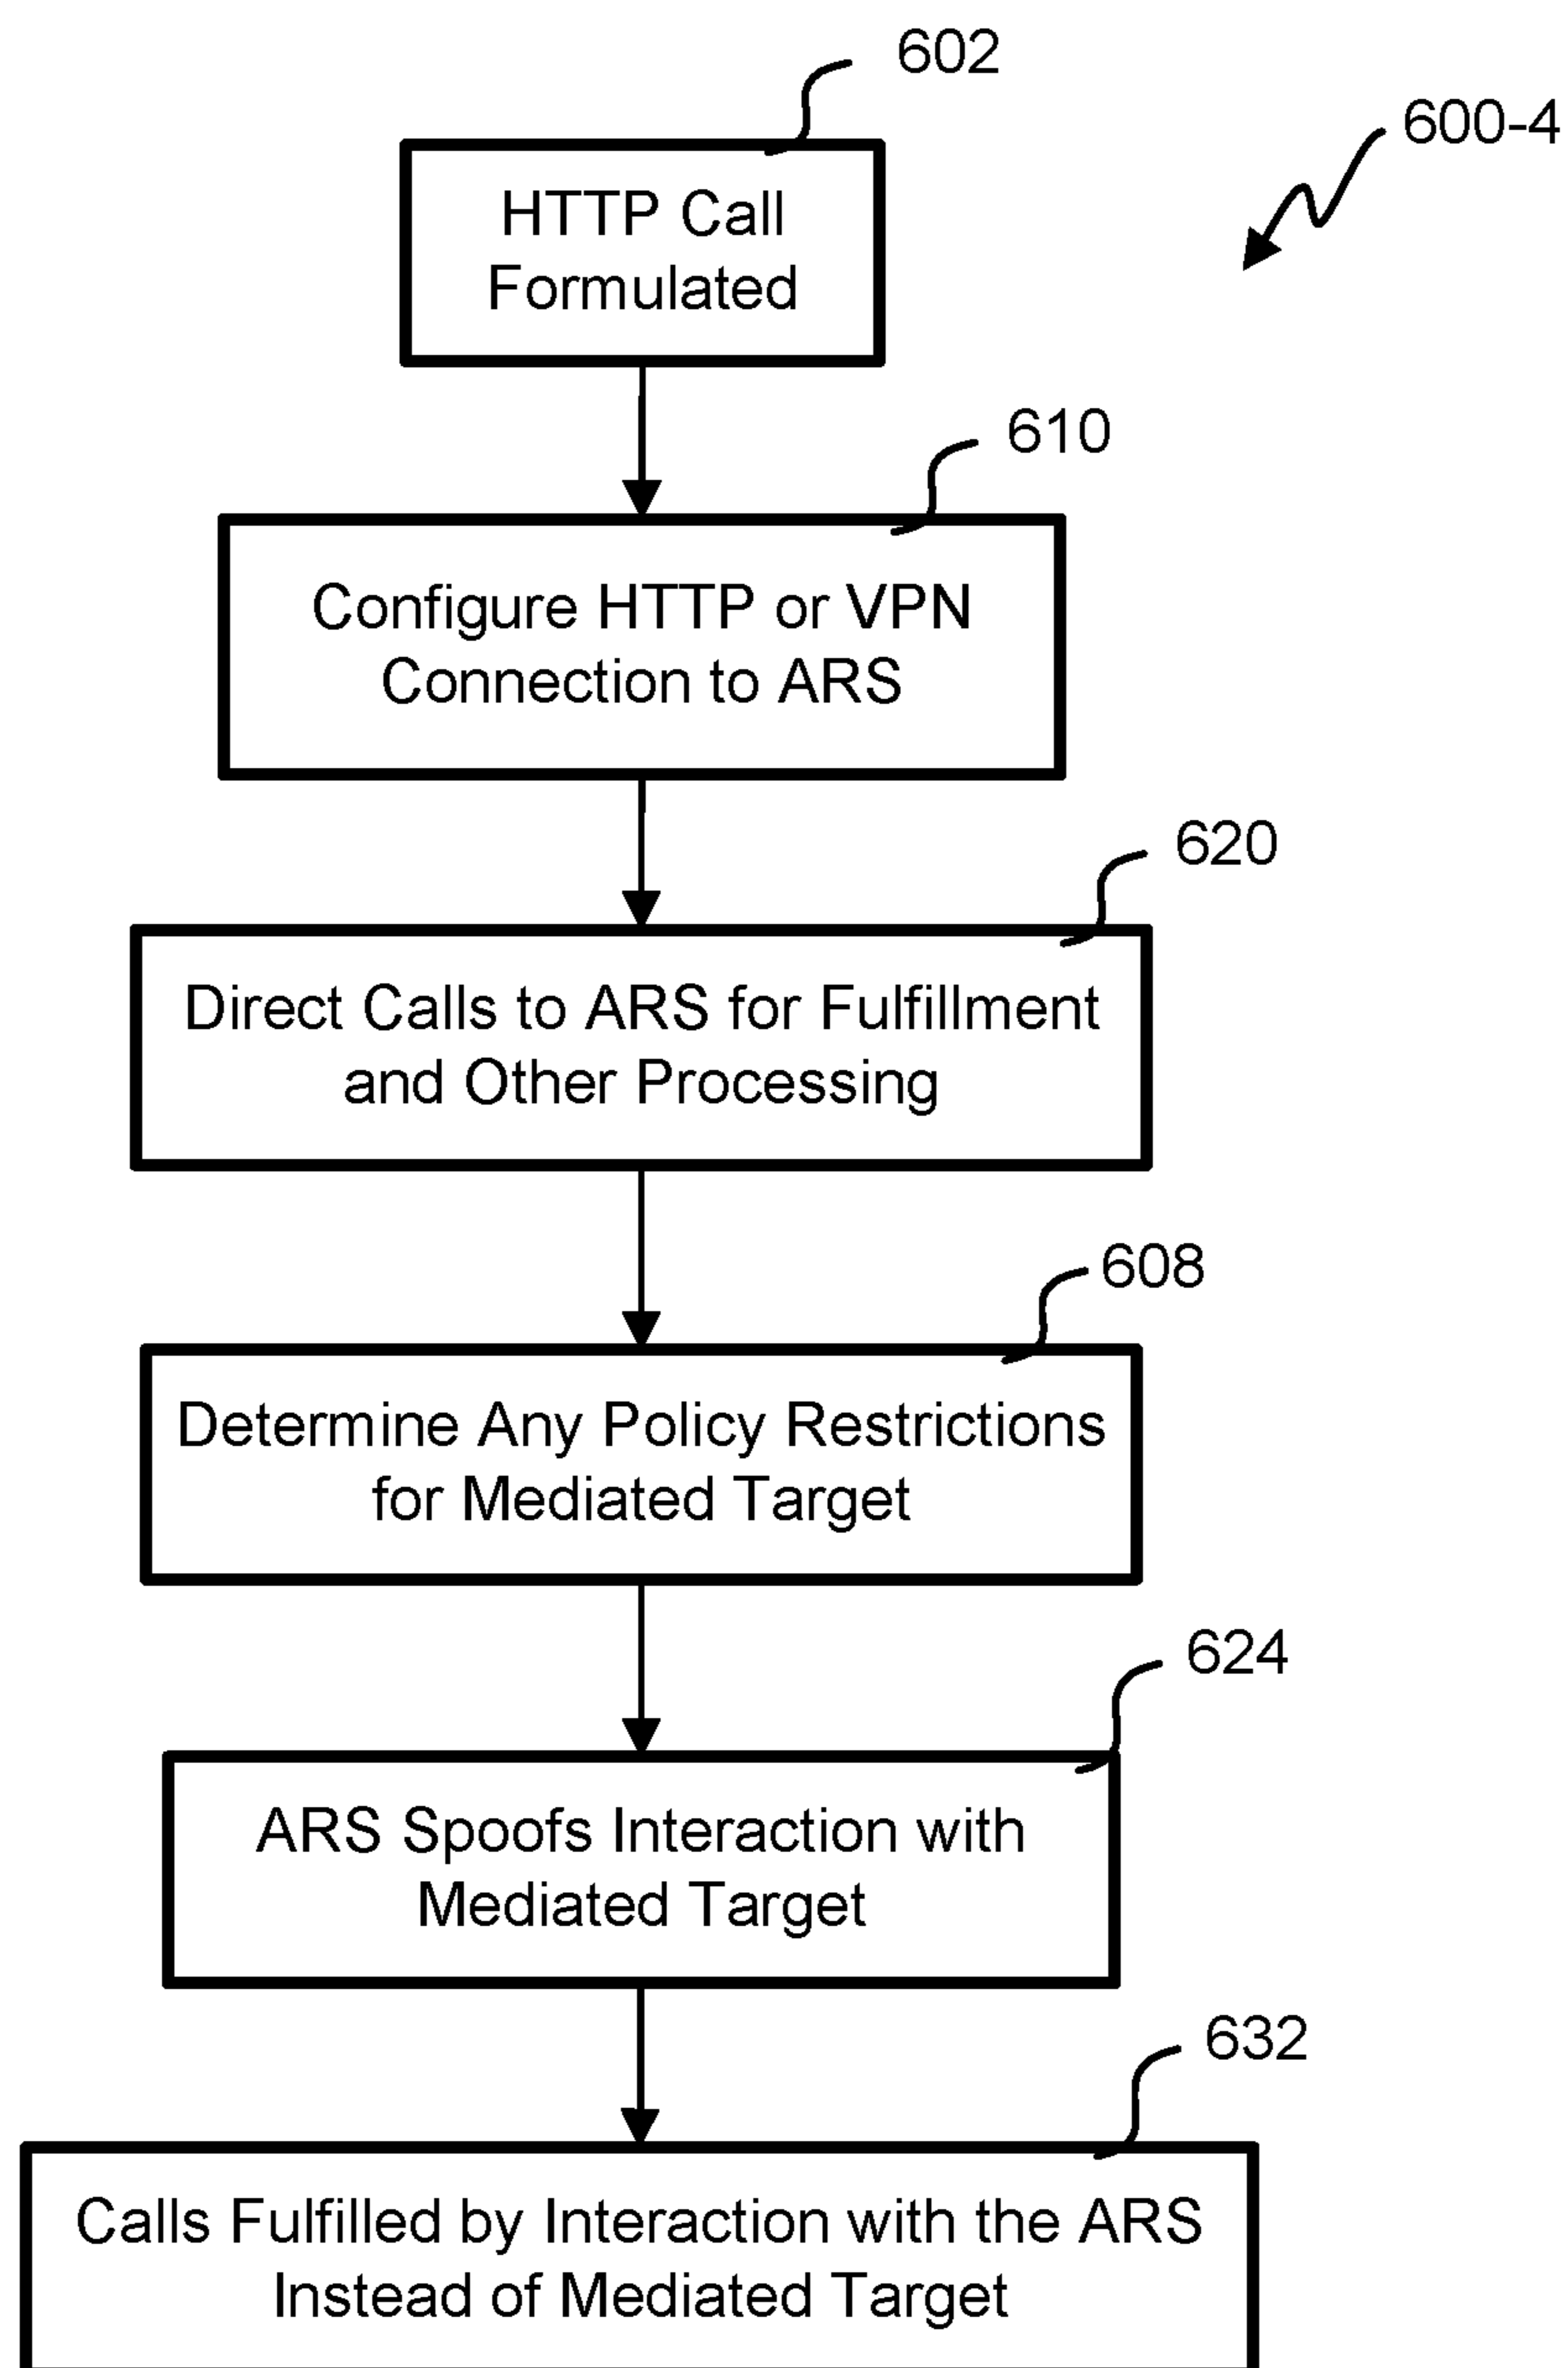 602
600-4
HTTP Call
Formulated
610
Configure HTTP or VPN
Connection to ARS
620
Direct Calls to ARS for Fulfillment
and Other Processing
608
Determine Any Policy Restrictions
for Mediated Target
624
ARS Spoofs Interaction with
Mediated Target
632
Calls Fulfilled by Interaction with the ARS
Instead of Mediated Target